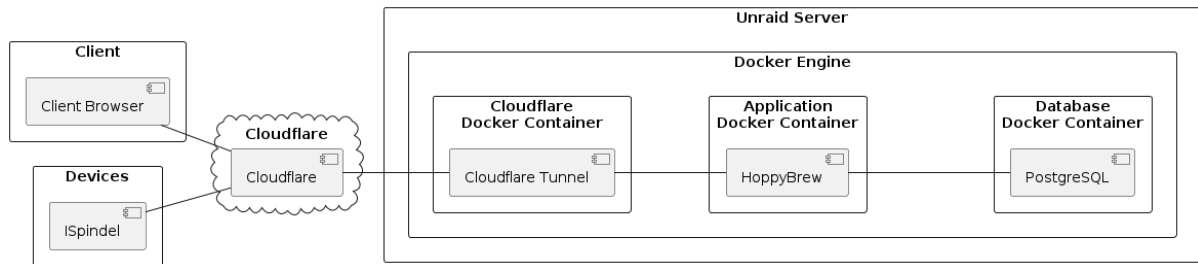 Unraid Server
Client
Client Browser
Docker Engine
Cloudflare
Docker Container
Cloudflare Tunnel
Application
Docker Container
HoppyBrew
Database
Docker Container
PostgreSQL
Cloudflare
Cloudflare
Devices
ISpindel